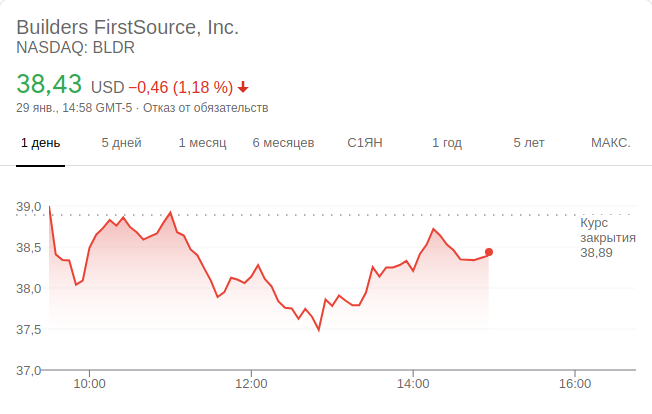 Builders FirstSource, Inc.
NASDAQ: BLDR
38,43 USD −0,46 (1,18 %)
29 янв., 14:58 GMT-5 · Отказ от обязательств
1 день 5 дней 1 месяц 6 месяцев С1ЯН 1 год 5 лет МАКС.
39,0
Курс
закрытия
38,89
38,5
38,0
37,5
37,0
10:00 12:00 14:00 16:00